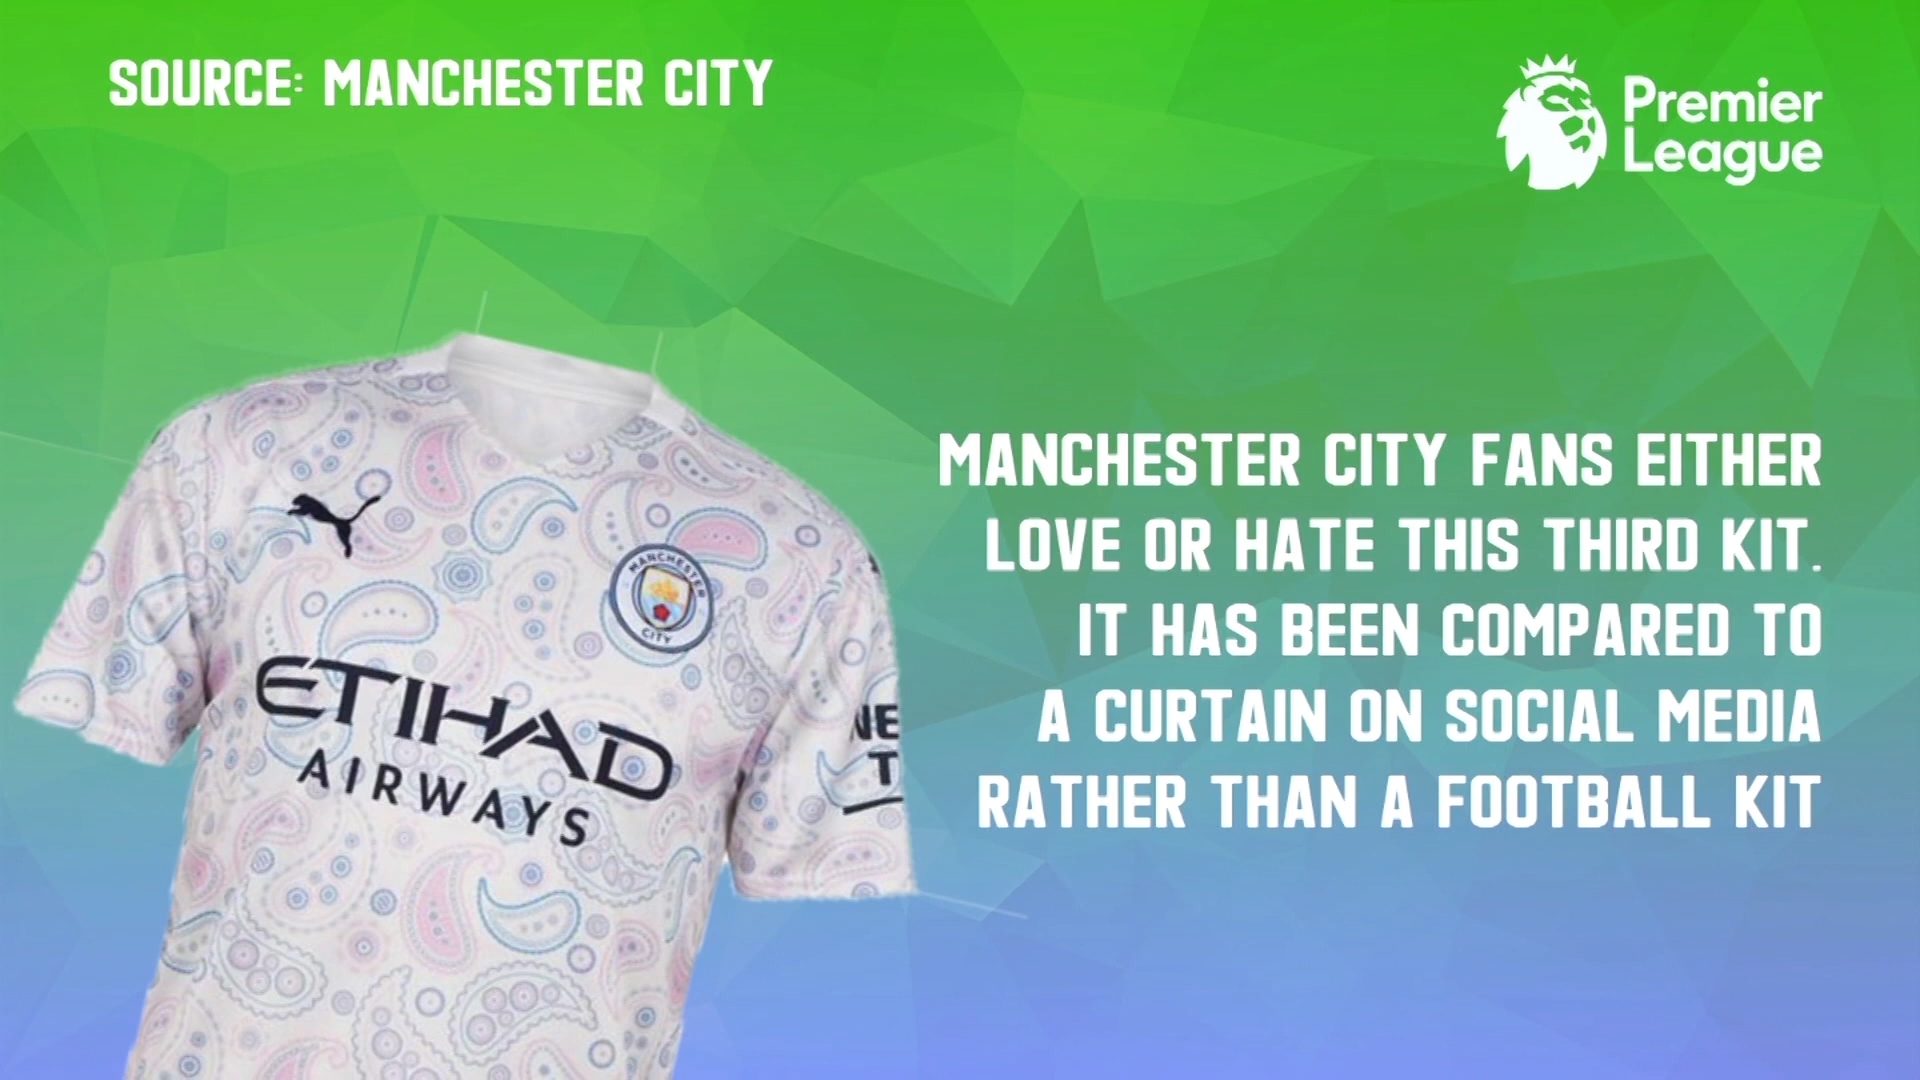 SOURCE: MANCHESTER CITY
Premier
League
MANCHESTER CITY FANS EITHER
LOVE OR HATE THIS THIRD KIT.
IT HAS BEEN COMPARED TO
A CURTAIN ON SOCIAL MEDIA
RATHER THAN A FOOTBALL KIT
MANCHESTER
CITY
ETIHAD
AIRWAYS
NE
T